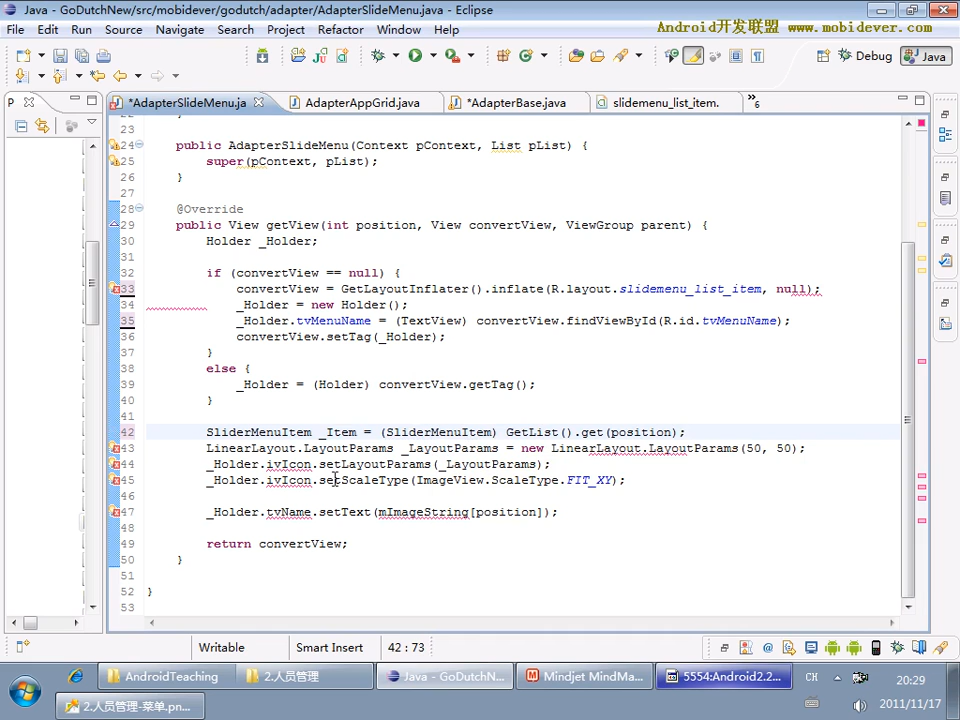 Java - GoDutchNew/src/mobidever/godutch/adapter/AdapterSlideMenu.java - Eclipse
Android开发联盟 www.mobidever.com
File Edit Run Source Navigate Search Project Refactor Window Help
Debug Java
P *AdapterSlideMenu.ja AdapterAppGrid.java *AdapterBase.java slidemenu_list_item. »6
22 }
23
24 public AdapterSlideMenu(Context pContext, List pList) {
25 super(pContext, pList);
26 }
27
28 @Override
29 public View getView(int position, View convertView, ViewGroup parent) {
30 Holder _Holder;
31
32 if (convertView == null) {
33 convertView = GetLayoutInflater().inflate(R.layout.slidemenu_list_item, null);
34 _Holder = new Holder();
35 _Holder.tvMenuName = (TextView) convertView.findViewById(R.id.tvMenuName);
36 convertView.setTag(_Holder);
37 }
38 else {
39 _Holder = (Holder) convertView.getTag();
40 }
41
42 SliderMenuItem _Item = (SliderMenuItem) GetList().get(position);
43 LinearLayout.LayoutParams _LayoutParams = new LinearLayout.LayoutParams(50, 50);
44 _Holder.ivIcon.setLayoutParams(_LayoutParams);
45 _Holder.ivIcon.setScaleType(ImageView.ScaleType.FIT_XY);
46
47 _Holder.tvName.setText(mImageString[position]);
48
49 return convertView;
50 }
51
52 }
53
Writable Smart Insert 42 : 73
AndroidTeaching 2.人员管理 Java - GoDutchN... Mindjet MindMa... 5554:Android2.2... CH 20:29
2.人员管理-菜单.pn... 2011/11/17